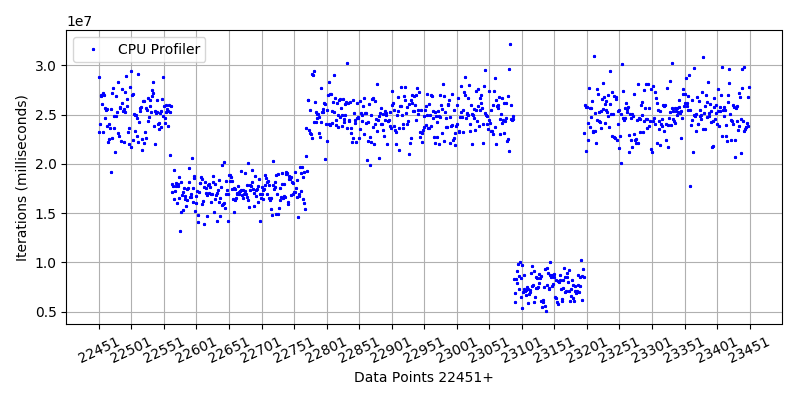 1e7
CPU Profiler
3.0
2.5
2.0
1.5
1.0
0.5
Iterations (milliseconds)
22451 22501 22551 22601 22651 22701 22751 22801 22851 22901 22951 23001 23051 23101 23151 23201 23251 23301 23351 23401 23451
Data Points 22451+